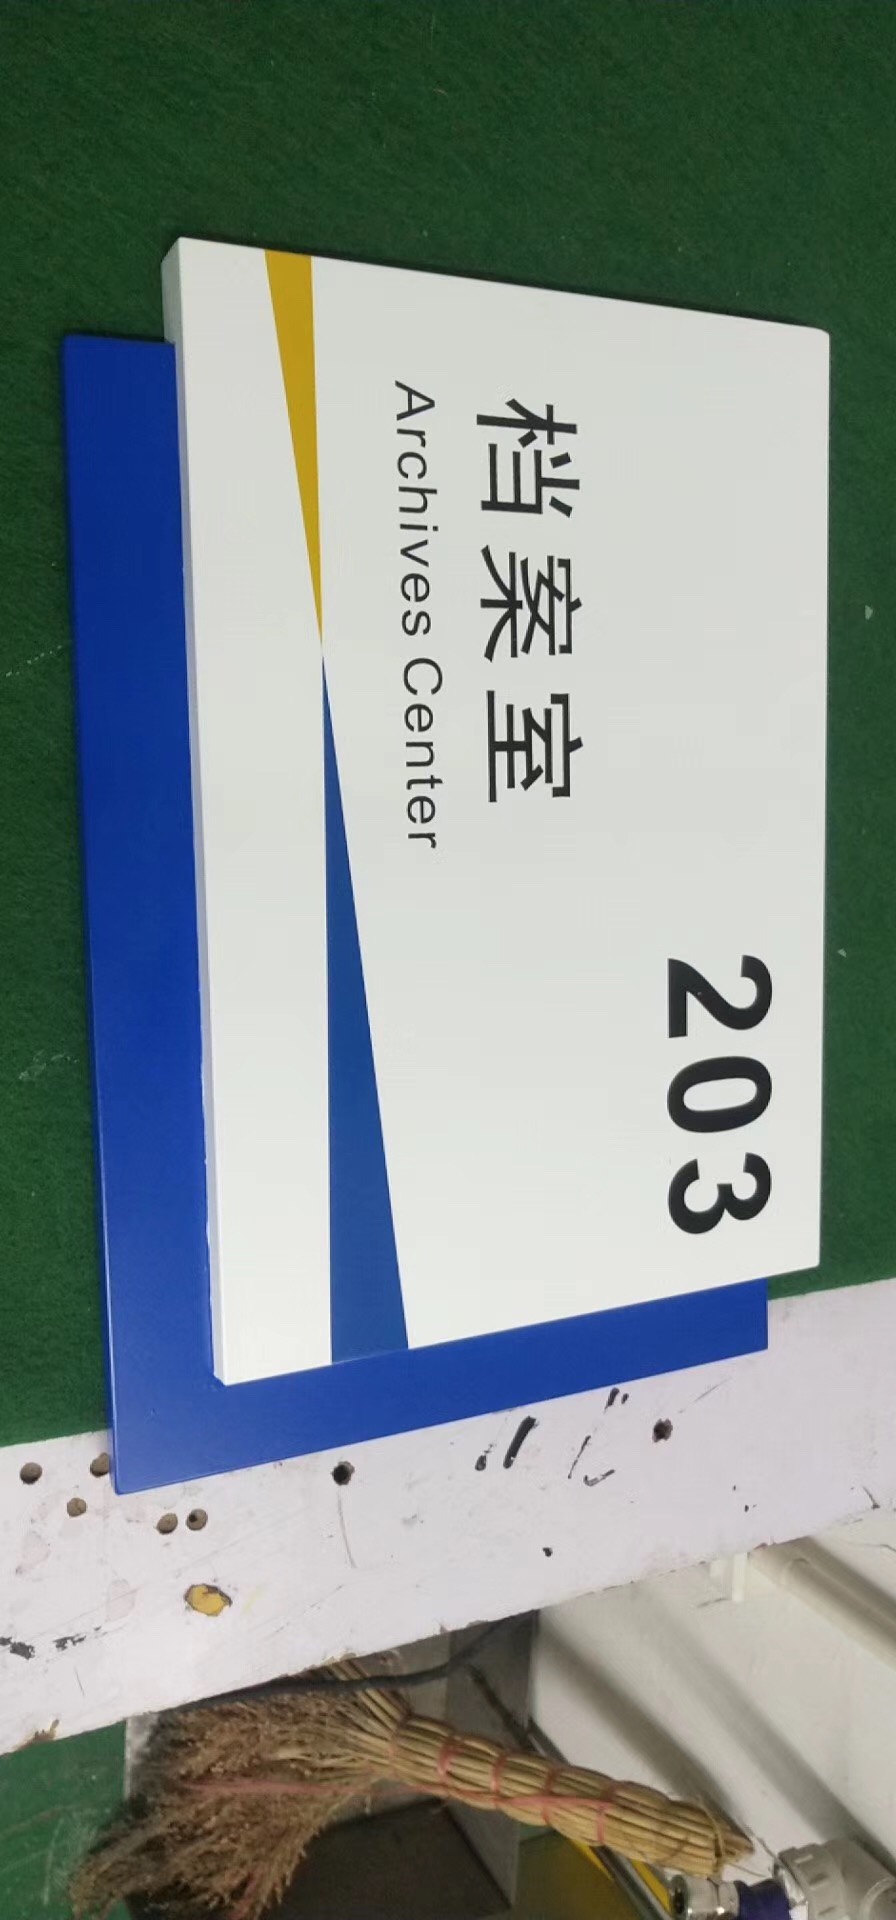 203
档案室
Archives Center